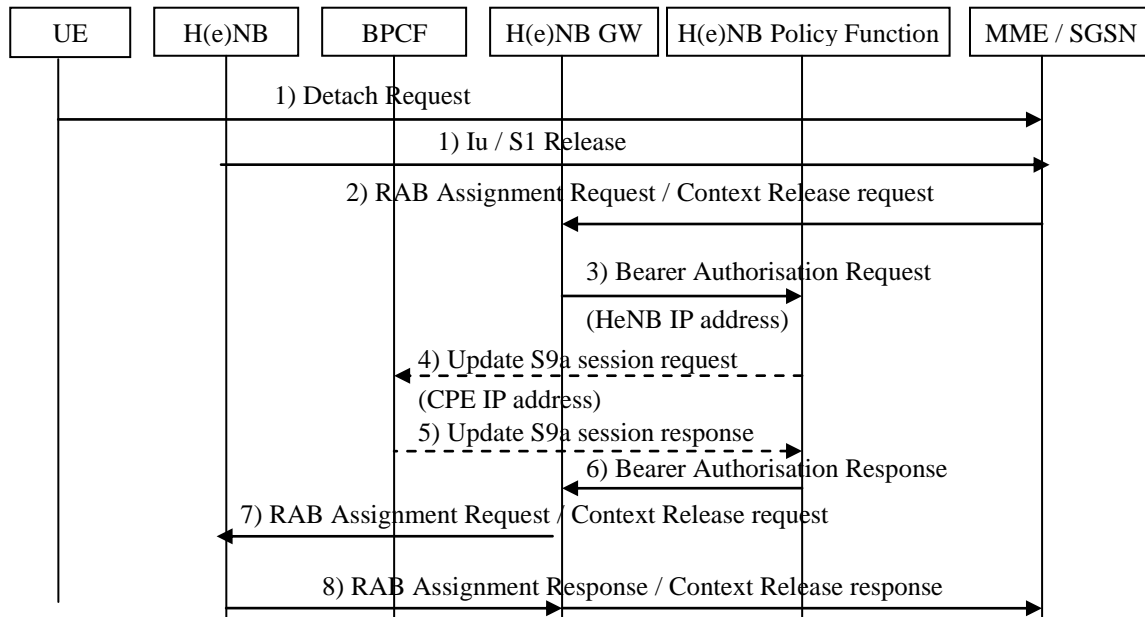 UE
H(e)NB
BPCF
H(e)NB GW
H(e)NB Policy Function
MME / SGSN
1) Detach Request
1) Iu / S1 Release
2) RAB Assignment Request / Context Release request
3) Bearer Authorisation Request
(HeNB IP address)
4) Update S9a session request
(CPE IP address)
5) Update S9a session response
6) Bearer Authorisation Response
7) RAB Assignment Request / Context Release request
8) RAB Assignment Response / Context Release response